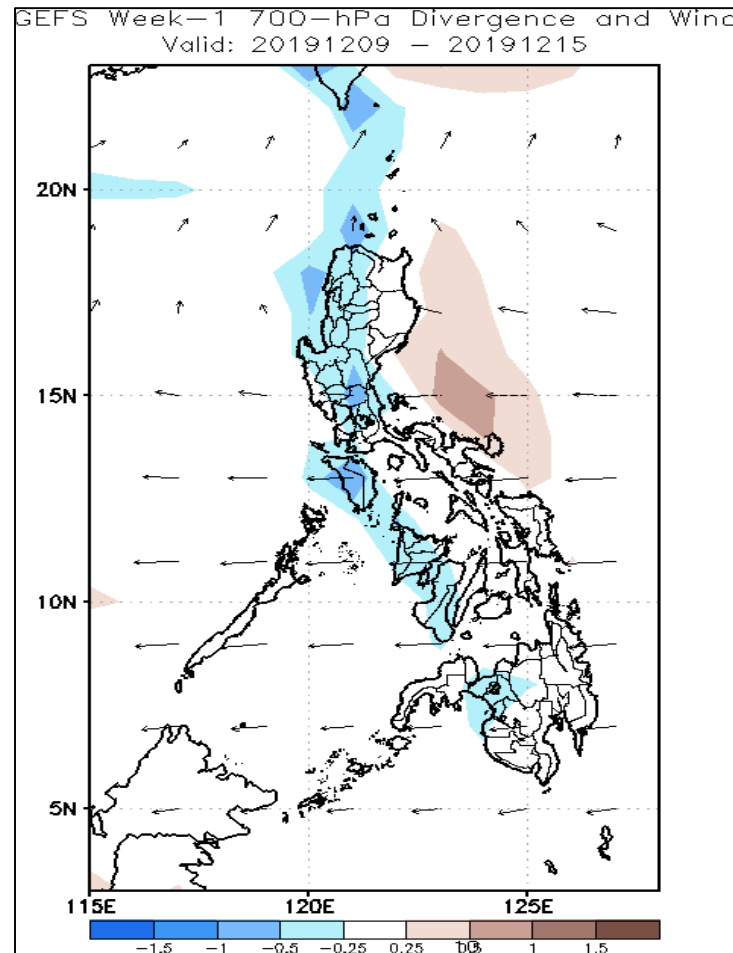 GEFS Week-1 700-hPa Divergence and Wind
Valid: 20191209 - 20191215
20N
15N
10N
5N
115E 120E 125E
-1.5 -1 -0.5 -0.25 0.25 1 1.5